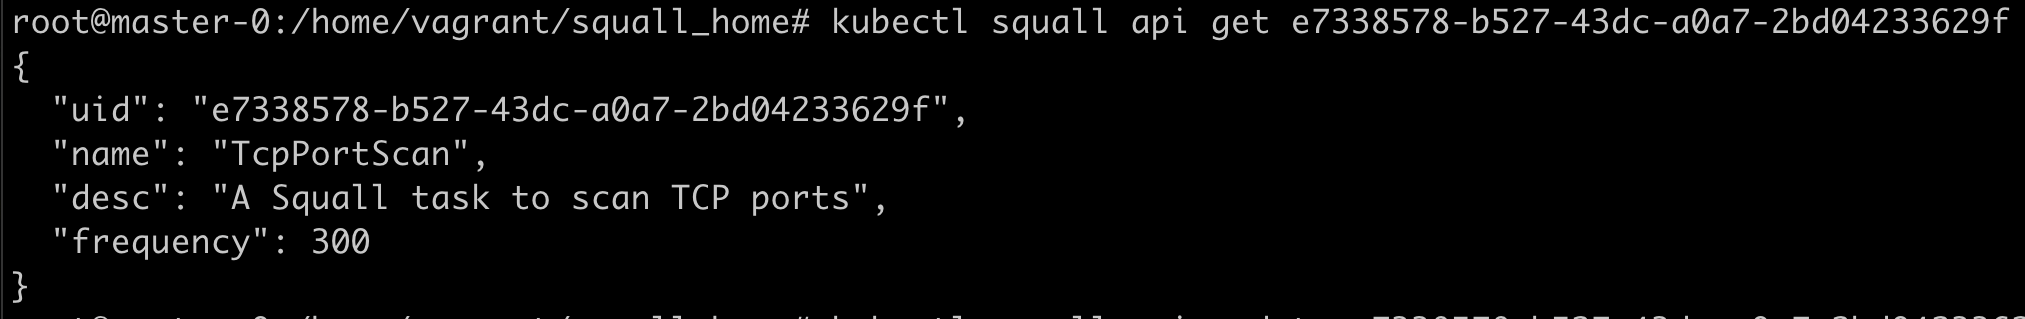 root@master-0:/home/vagrant/squall_home# kubectl squall api get e7338578-b527-43dc-a0a7-2bd04233629f
{
  "uid": "e7338578-b527-43dc-a0a7-2bd04233629f",
  "name": "TcpPortScan",
  "desc": "A Squall task to scan TCP ports",
  "frequency": 300
}